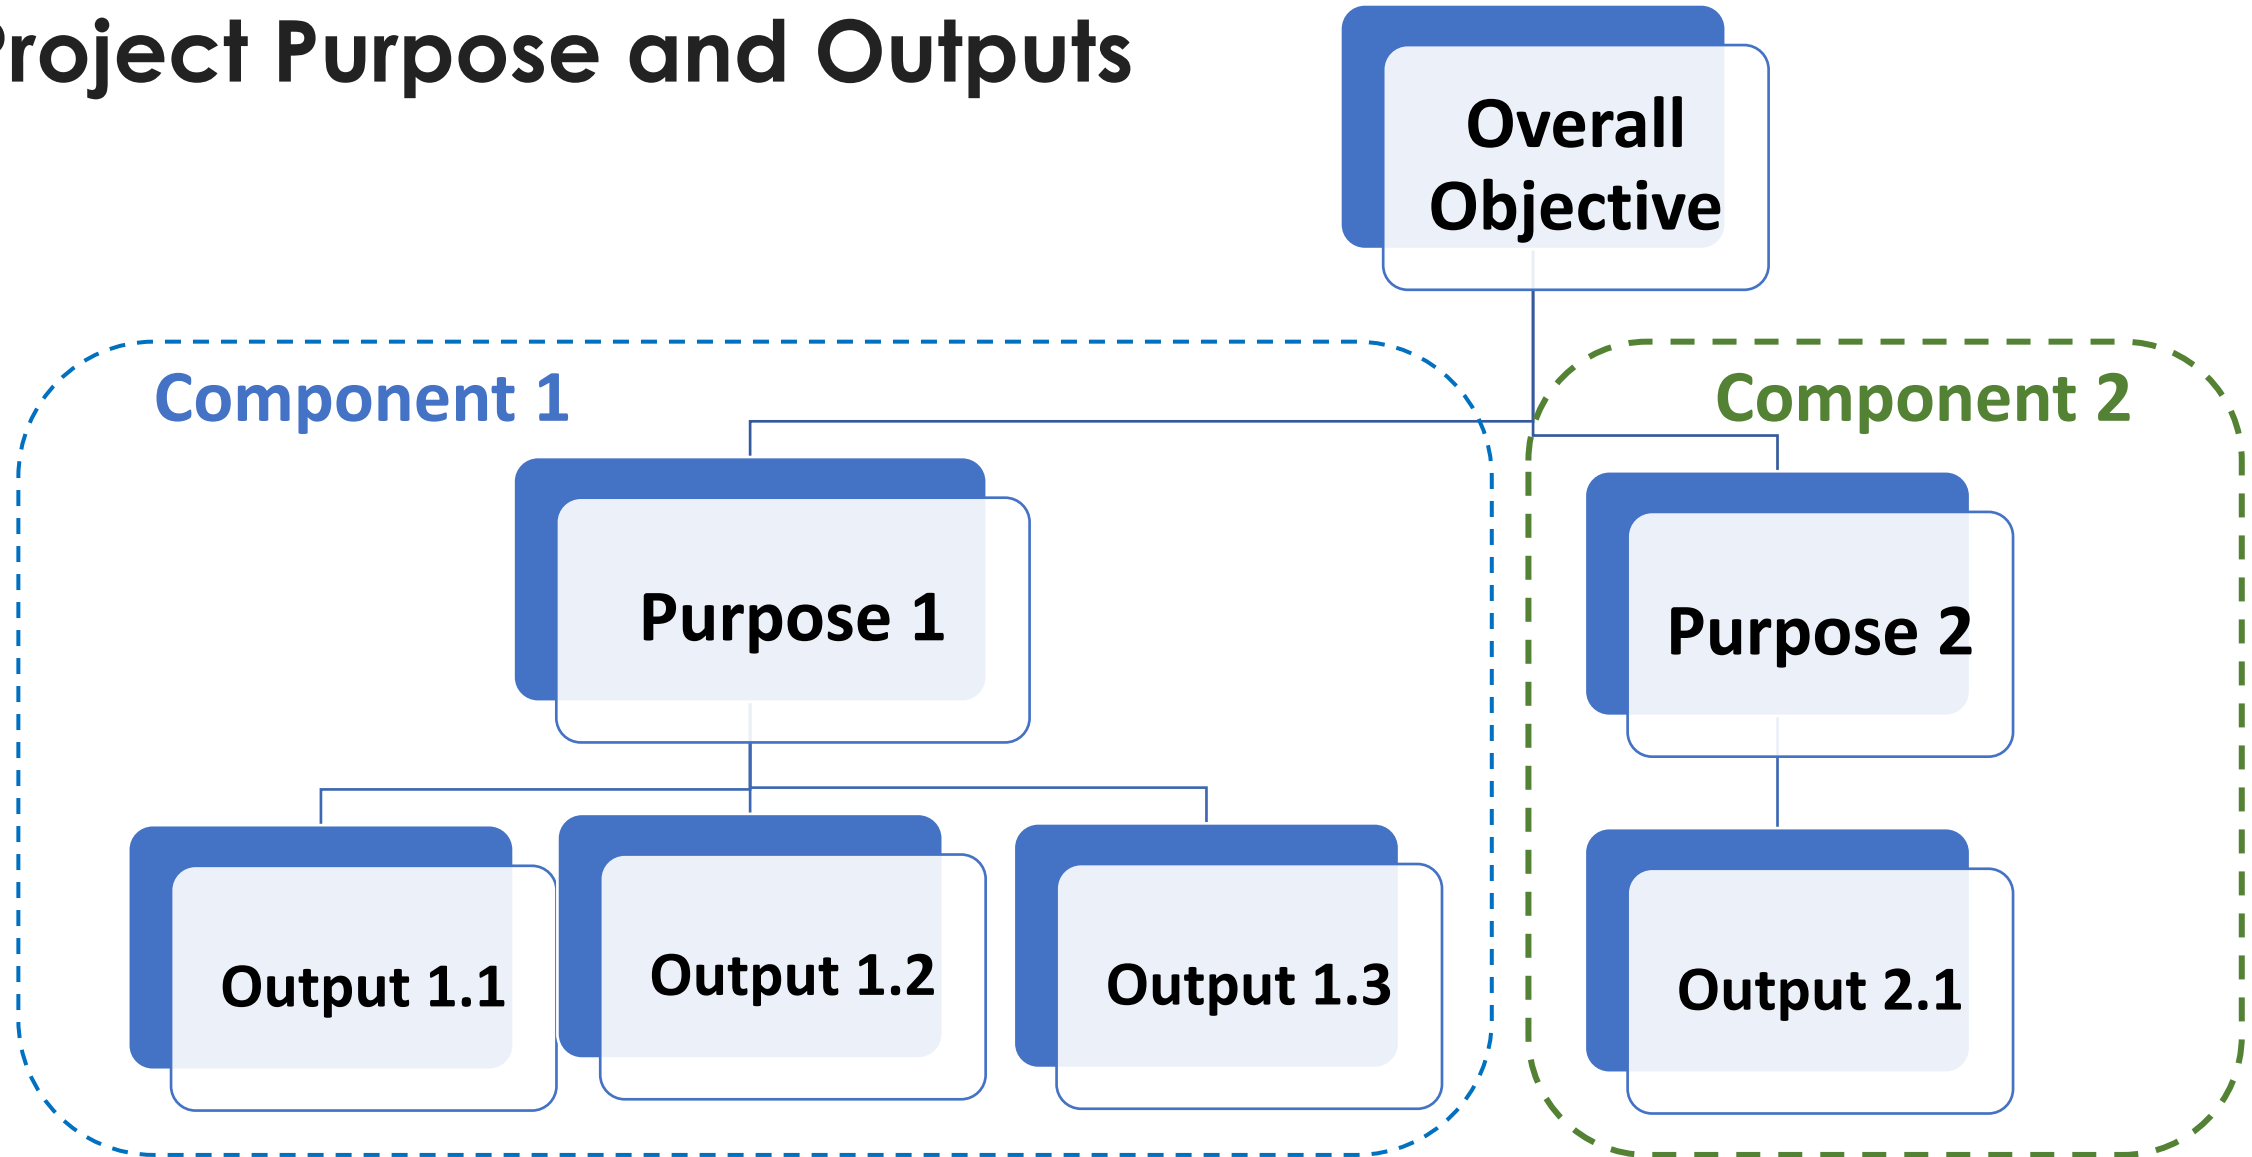 Project Purpose and Outputs
Overall
Objective
Component 1
Component 2
Purpose 1
Purpose 2
Output 1.1
Output 1.2
Output 1.3
Output 2.1